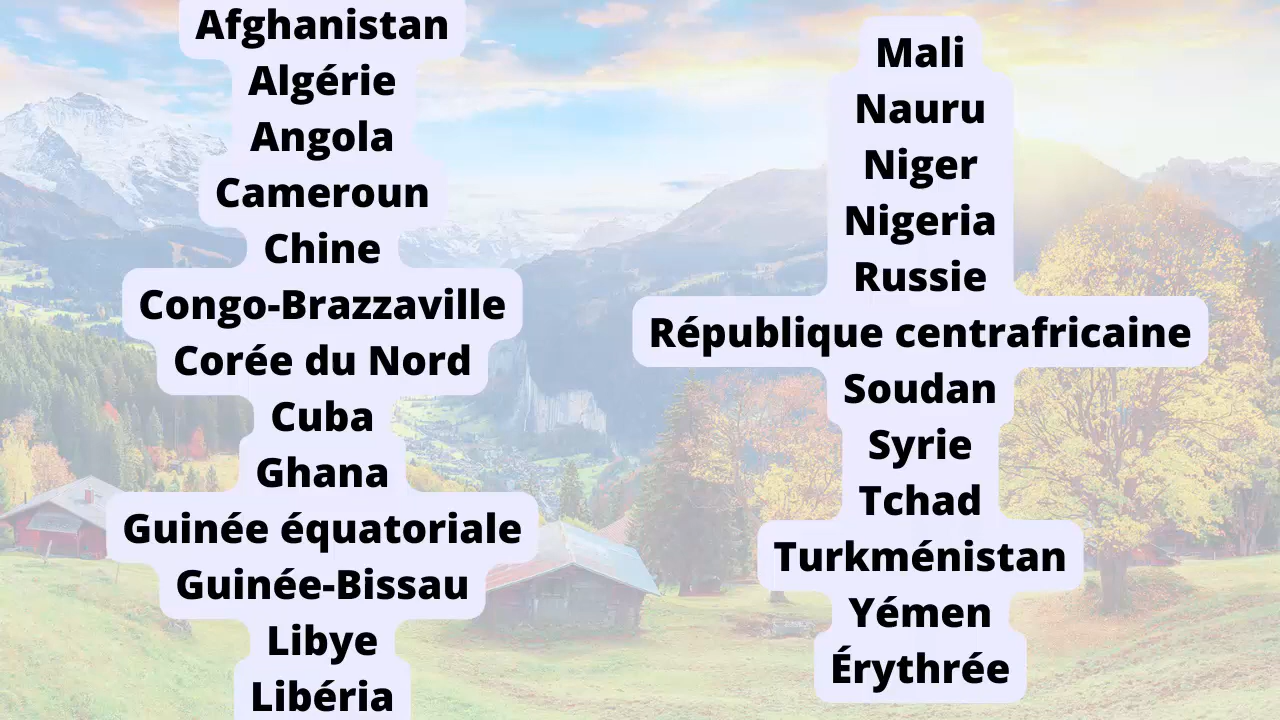 Afghanistan
Algérie
Angola
Cameroun
Chine
Congo-Brazzaville
Corée du Nord
Cuba
Ghana
Guinée équatoriale
Guinée-Bissau
Libye
Libéria
Mali
Nauru
Niger
Nigeria
Russie
République centrafricaine
Soudan
Syrie
Tchad
Turkménistan
Yémen
Érythrée